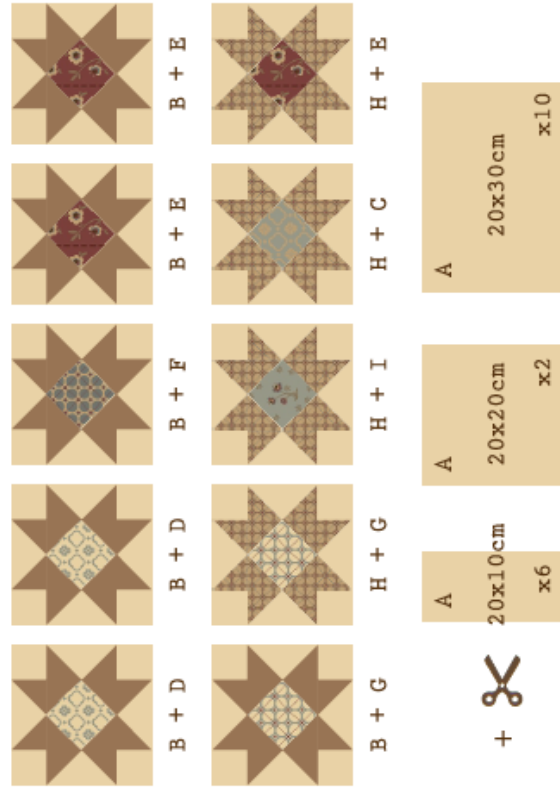 B + D
B + D
B + F
B + E
B + E
B + G
H + G
H + I
H + C
H + E
+
A
20x10cm
x6
A
20x20cm
x2
A
20x30cm
x10